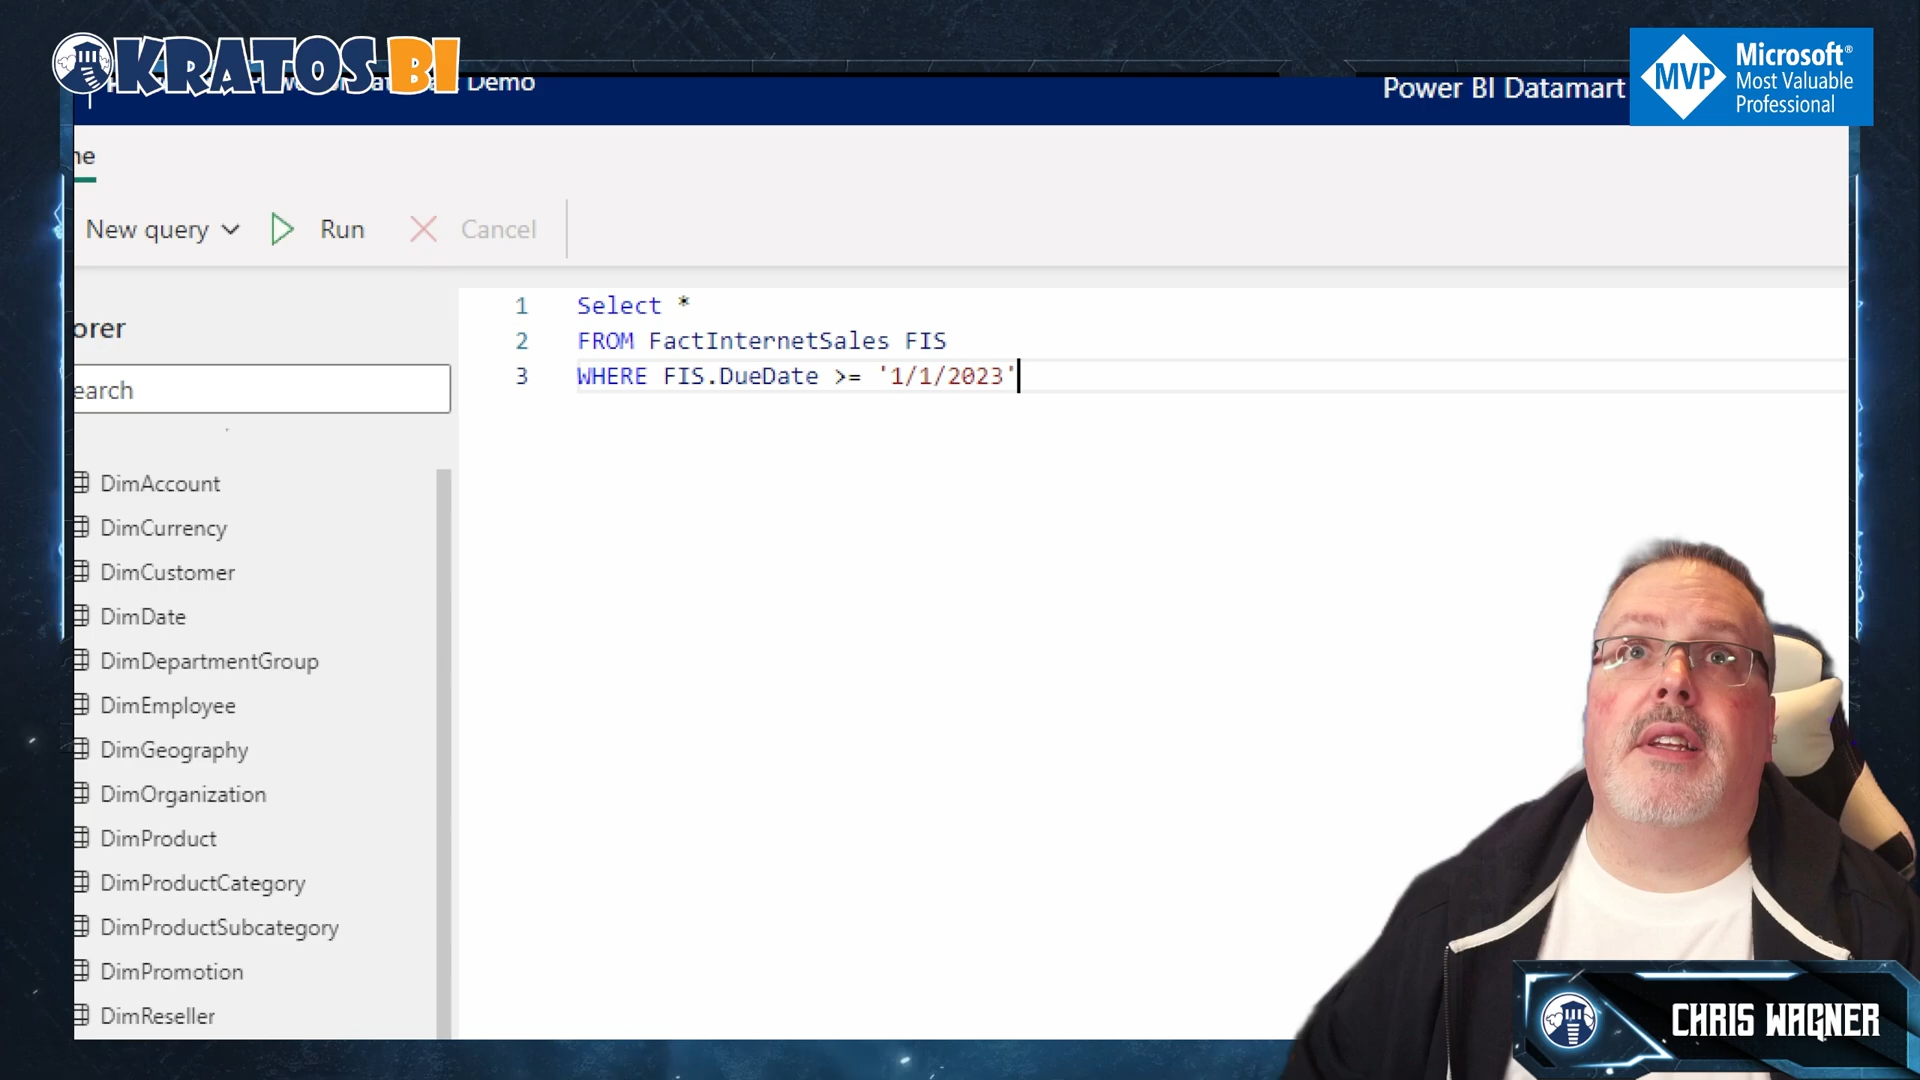 KRATOS BI
Demo
Power BI Datamart
MVP
Microsoft®
Most Valuable
Professional
ne
New query
Run
Cancel
orer
earch
1 Select *
2 FROM FactInternetSales FIS
3 WHERE FIS.DueDate >= '1/1/2023'
DimAccount
DimCurrency
DimCustomer
DimDate
DimDepartmentGroup
DimEmployee
DimGeography
DimOrganization
DimProduct
DimProductCategory
DimProductSubcategory
DimPromotion
DimReseller
CHRIS WAGNER